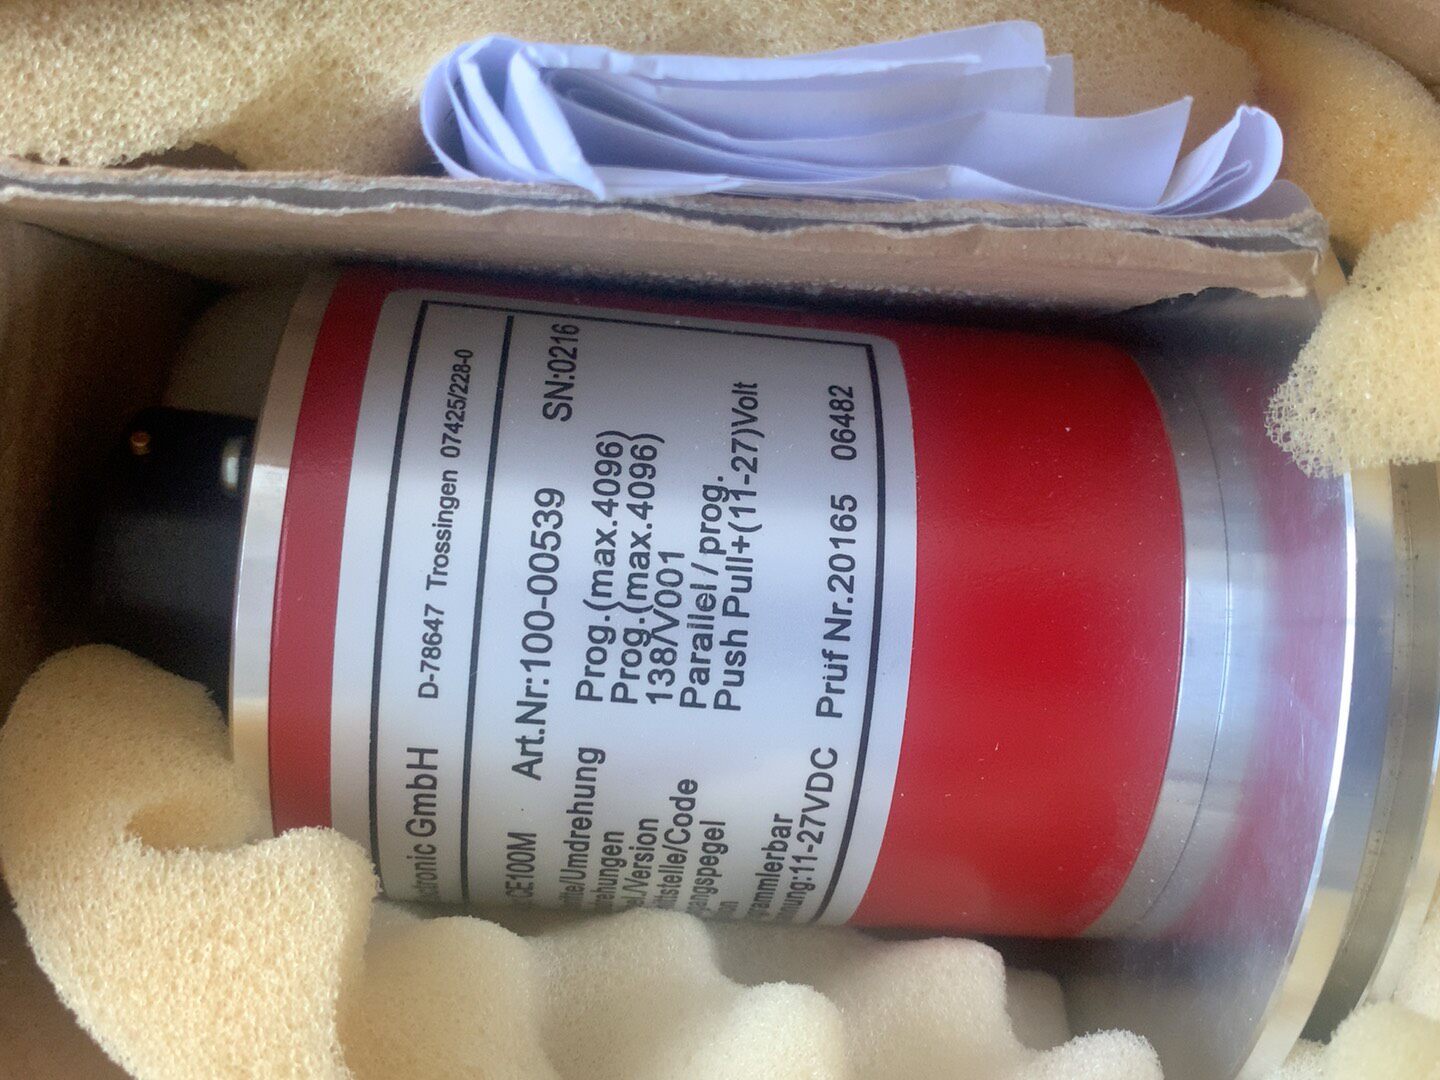 GmbH D-78647 Trossingen 07425/228-0
CE100M Art.Nr:100-00539 SN:0216
/Umdrehung Prog.(max.4096)
Prog.(max.4096)
/Version 138/V001
/Code Parallel / prog.
Push Pull+(11-27)Volt
:11-27VDC Prüf Nr.20165 06482